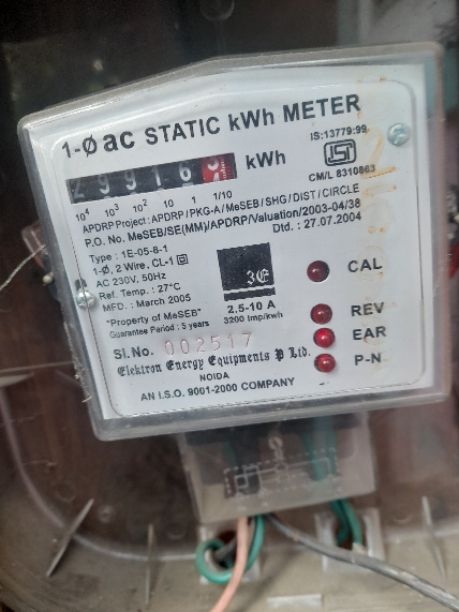 1-Ø ac STATIC kWh METER
IS:13779:99
29916 kWh
ISI
CM/L 8310863
10⁴ 10³ 10² 10 1 1/10
APDRP Project : APDRP/PKG-A/MeSEB/SHG/DIST/CIRCLE
P.O. No. MeSEB/SE(MM)/APDRP/Valuation/2003-04/38
Dtd. : 27.07.2004
Type : 1E-05-8-1
1-Ø, 2 Wire, CL-1
AC 230V, 50Hz
Ref. Temp. : 27°C
MFD. : March 2005
"Property of MeSEB"
Guarantee Period : 5 years
2.5-10 A
3200 imp/kwh
CAL
REV
EAR
P-N
Sl. No. 002517
Elektron Energy Equipments P Ltd.
NOIDA
AN I.S.O. 9001-2000 COMPANY